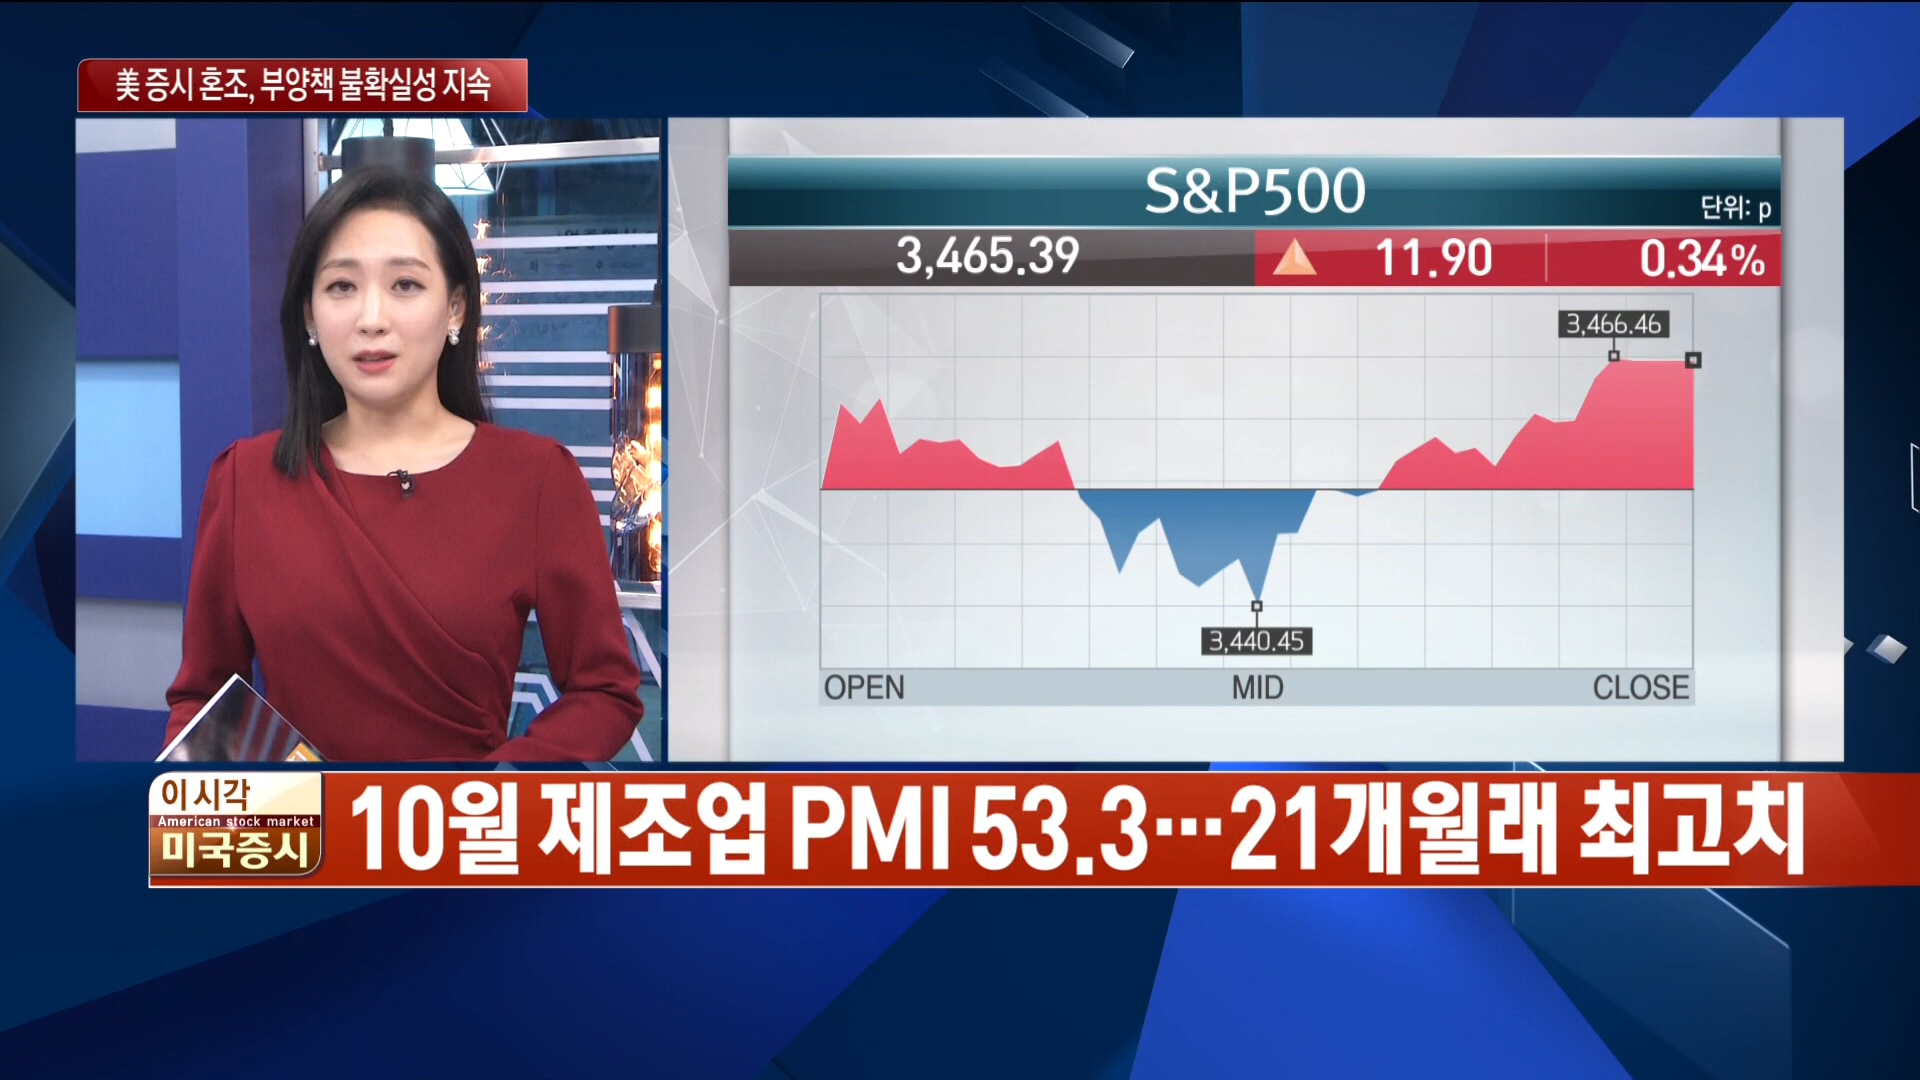 美 증시 혼조, 부양책 불확실성 지속
S&P500
단위: p
3,465.39 11.90 0.34%
3,466.46
3,440.45
OPEN MID CLOSE
이 시각
American stock market
미국증시
10월 제조업 PMI 53.3…21개월래 최고치